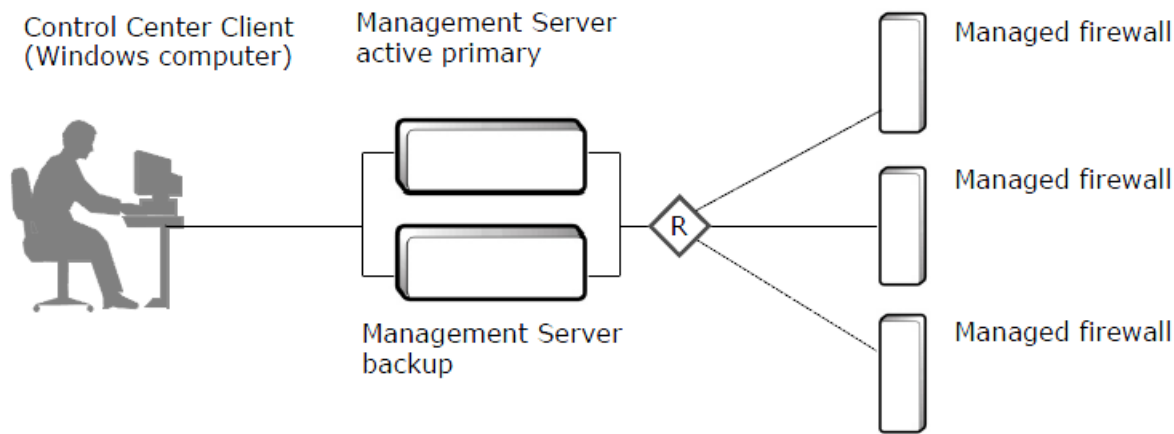 Control Center Client
(Windows computer)
Management Server
active primary
Managed firewall
Managed firewall
R
Managed firewall
Management Server
backup